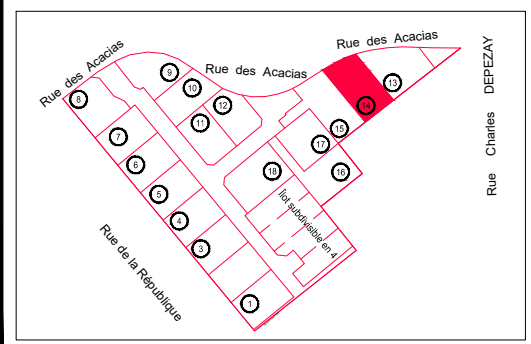 Rue des Acacias
Rue des Acacias
Rue des Acacias
Rue Charles DEPEZAY
8
9
10
12
11
13
14
15
17
16
7
6
5
4
3
18
Îlot subdivisible en 4
Rue de la République
1